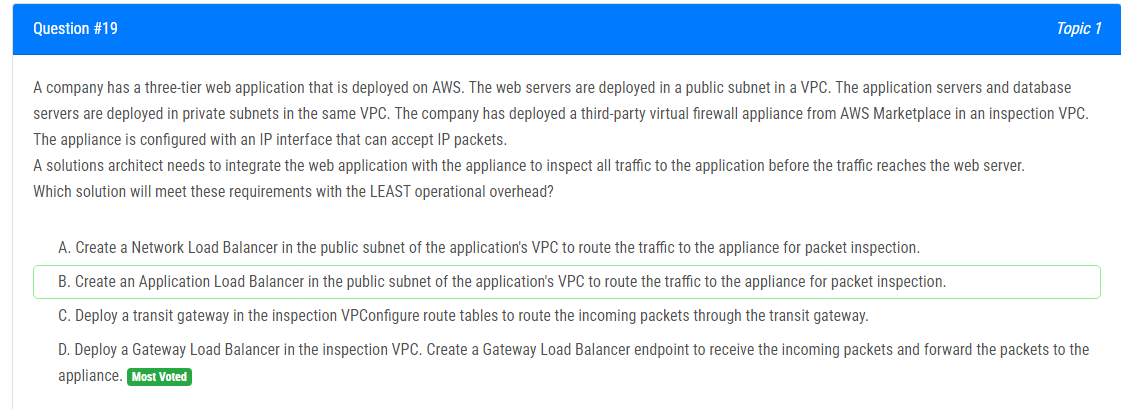 Question #19
Topic 1
A company has a three-tier web application that is deployed on AWS. The web servers are deployed in a public subnet in a VPC. The application servers and database
servers are deployed in private subnets in the same VPC. The company has deployed a third-party virtual firewall appliance from AWS Marketplace in an inspection VPC.
The appliance is configured with an IP interface that can accept IP packets.
A solutions architect needs to integrate the web application with the appliance to inspect all traffic to the application before the traffic reaches the web server.
Which solution will meet these requirements with the LEAST operational overhead?
A. Create a Network Load Balancer in the public subnet of the application's VPC to route the traffic to the appliance for packet inspection.
B. Create an Application Load Balancer in the public subnet of the application's VPC to route the traffic to the appliance for packet inspection.
C. Deploy a transit gateway in the inspection VPConfigure route tables to route the incoming packets through the transit gateway.
D. Deploy a Gateway Load Balancer in the inspection VPC. Create a Gateway Load Balancer endpoint to receive the incoming packets and forward the packets to the
appliance. Most Voted